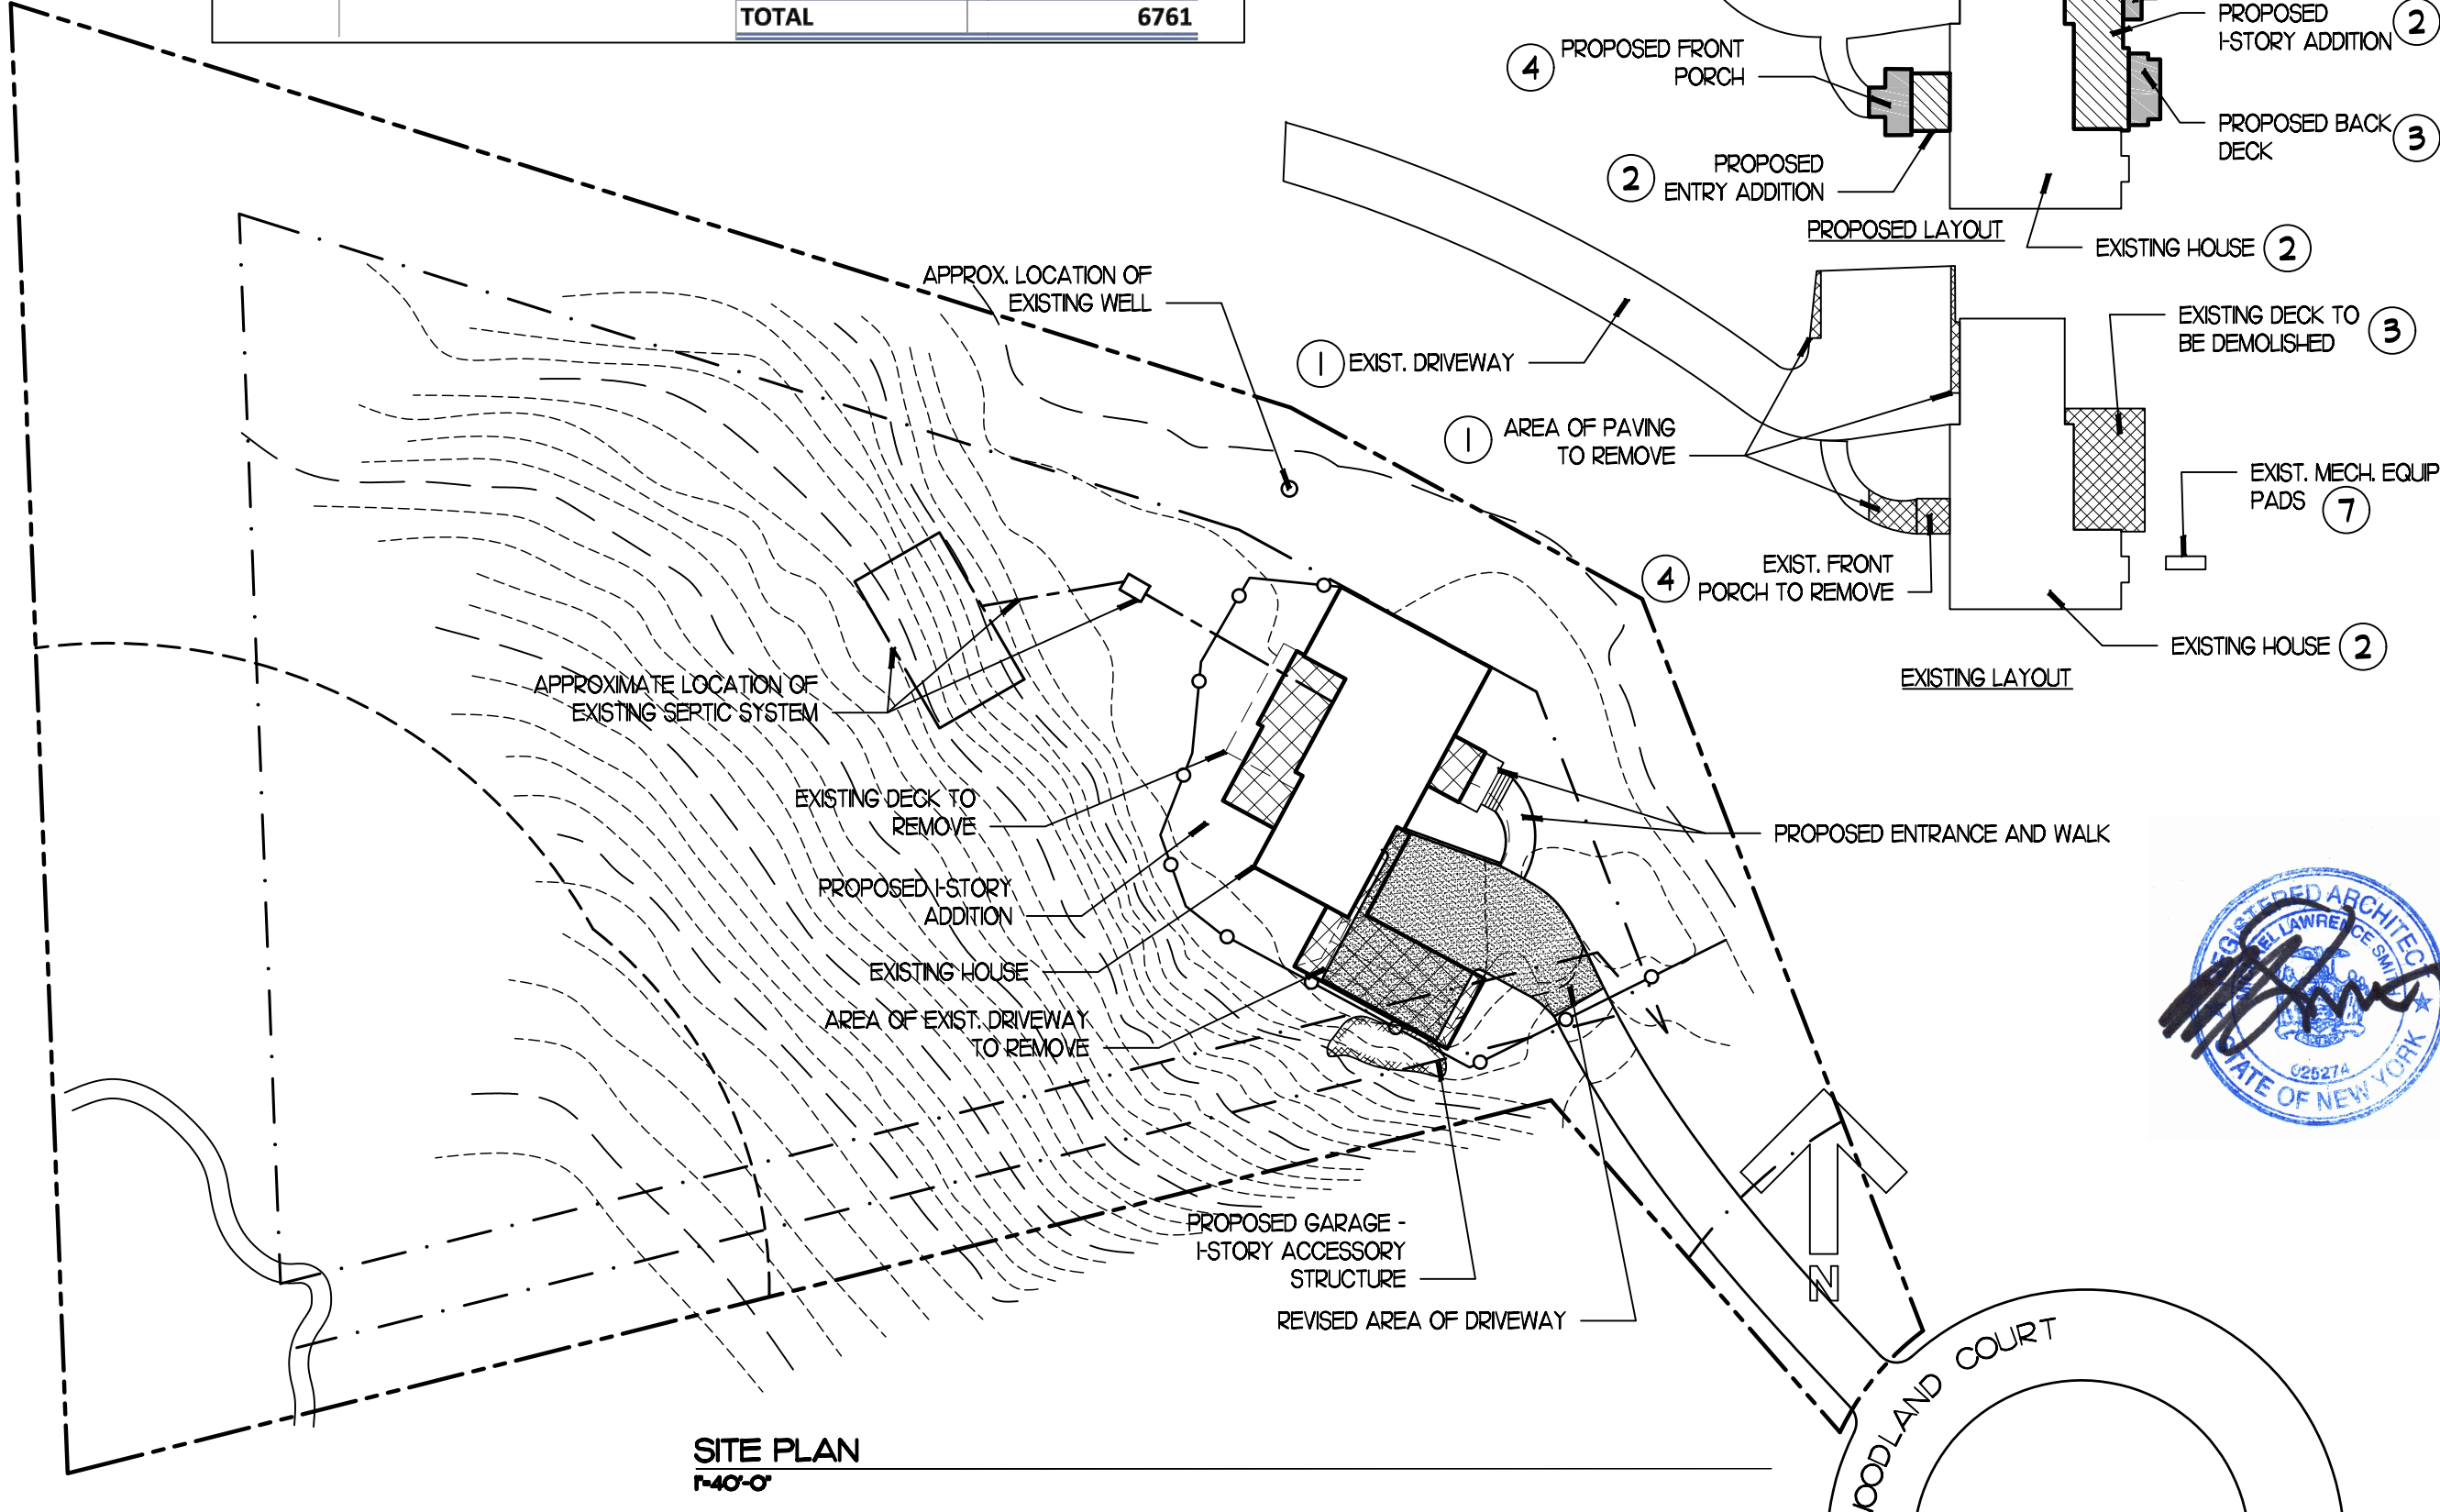 TOTAL 6761
PROPOSED
1-STORY ADDITION
2
4
PROPOSED FRONT
PORCH
PROPOSED BACK
DECK
3
2
PROPOSED
ENTRY ADDITION
PROPOSED LAYOUT
EXISTING HOUSE 2
APPROX. LOCATION OF
EXISTING WELL
1 EXIST. DRIVEWAY
EXISTING DECK TO
BE DEMOLISHED
3
1
AREA OF PAVING
TO REMOVE
EXIST. MECH. EQUIP
PADS 7
4
EXIST. FRONT
PORCH TO REMOVE
EXISTING HOUSE 2
EXISTING LAYOUT
APPROXIMATE LOCATION OF
EXISTING SEPTIC SYSTEM
EXISTING DECK TO
REMOVE
PROPOSED ENTRANCE AND WALK
PROPOSED 1-STORY
ADDITION
EXISTING HOUSE
AREA OF EXIST. DRIVEWAY
TO REMOVE
LAWRENCE SMITH
025274
STATE OF NEW YORK
PROPOSED GARAGE -
1-STORY ACCESSORY
STRUCTURE
REVISED AREA OF DRIVEWAY
N
OODLAND COURT
SITE PLAN
1"=40'-0"